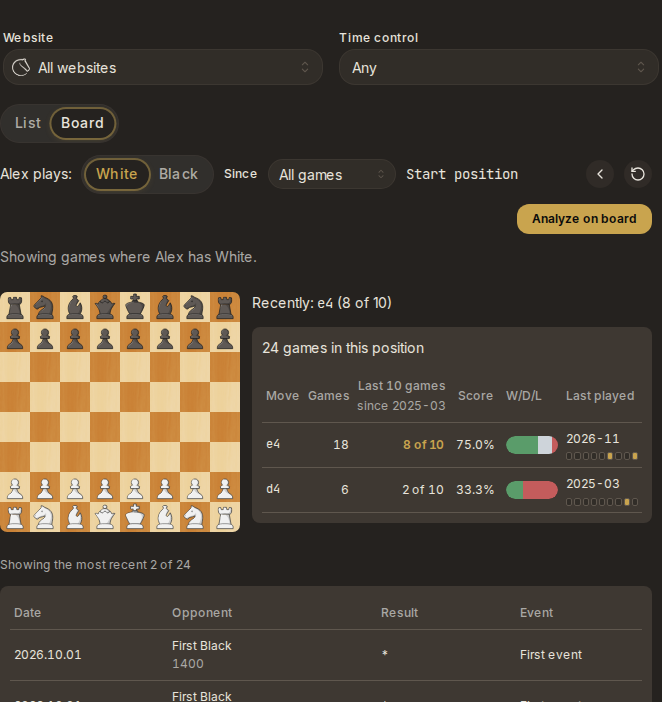 Website
Time control
All websites
Any
List Board
Alex plays: White Black Since All games Start position
Analyze on board
Showing games where Alex has White.
Recently: e4 (8 of 10)
24 games in this position
Move Games Last 10 games since 2025-03 Score W/D/L Last played
e4 18 8 of 10 75.0% 2026-11
d4 6 2 of 10 33.3% 2025-03
Showing the most recent 2 of 24
Date Opponent Result Event
2026.10.01 First Black * First event
1400
First Black